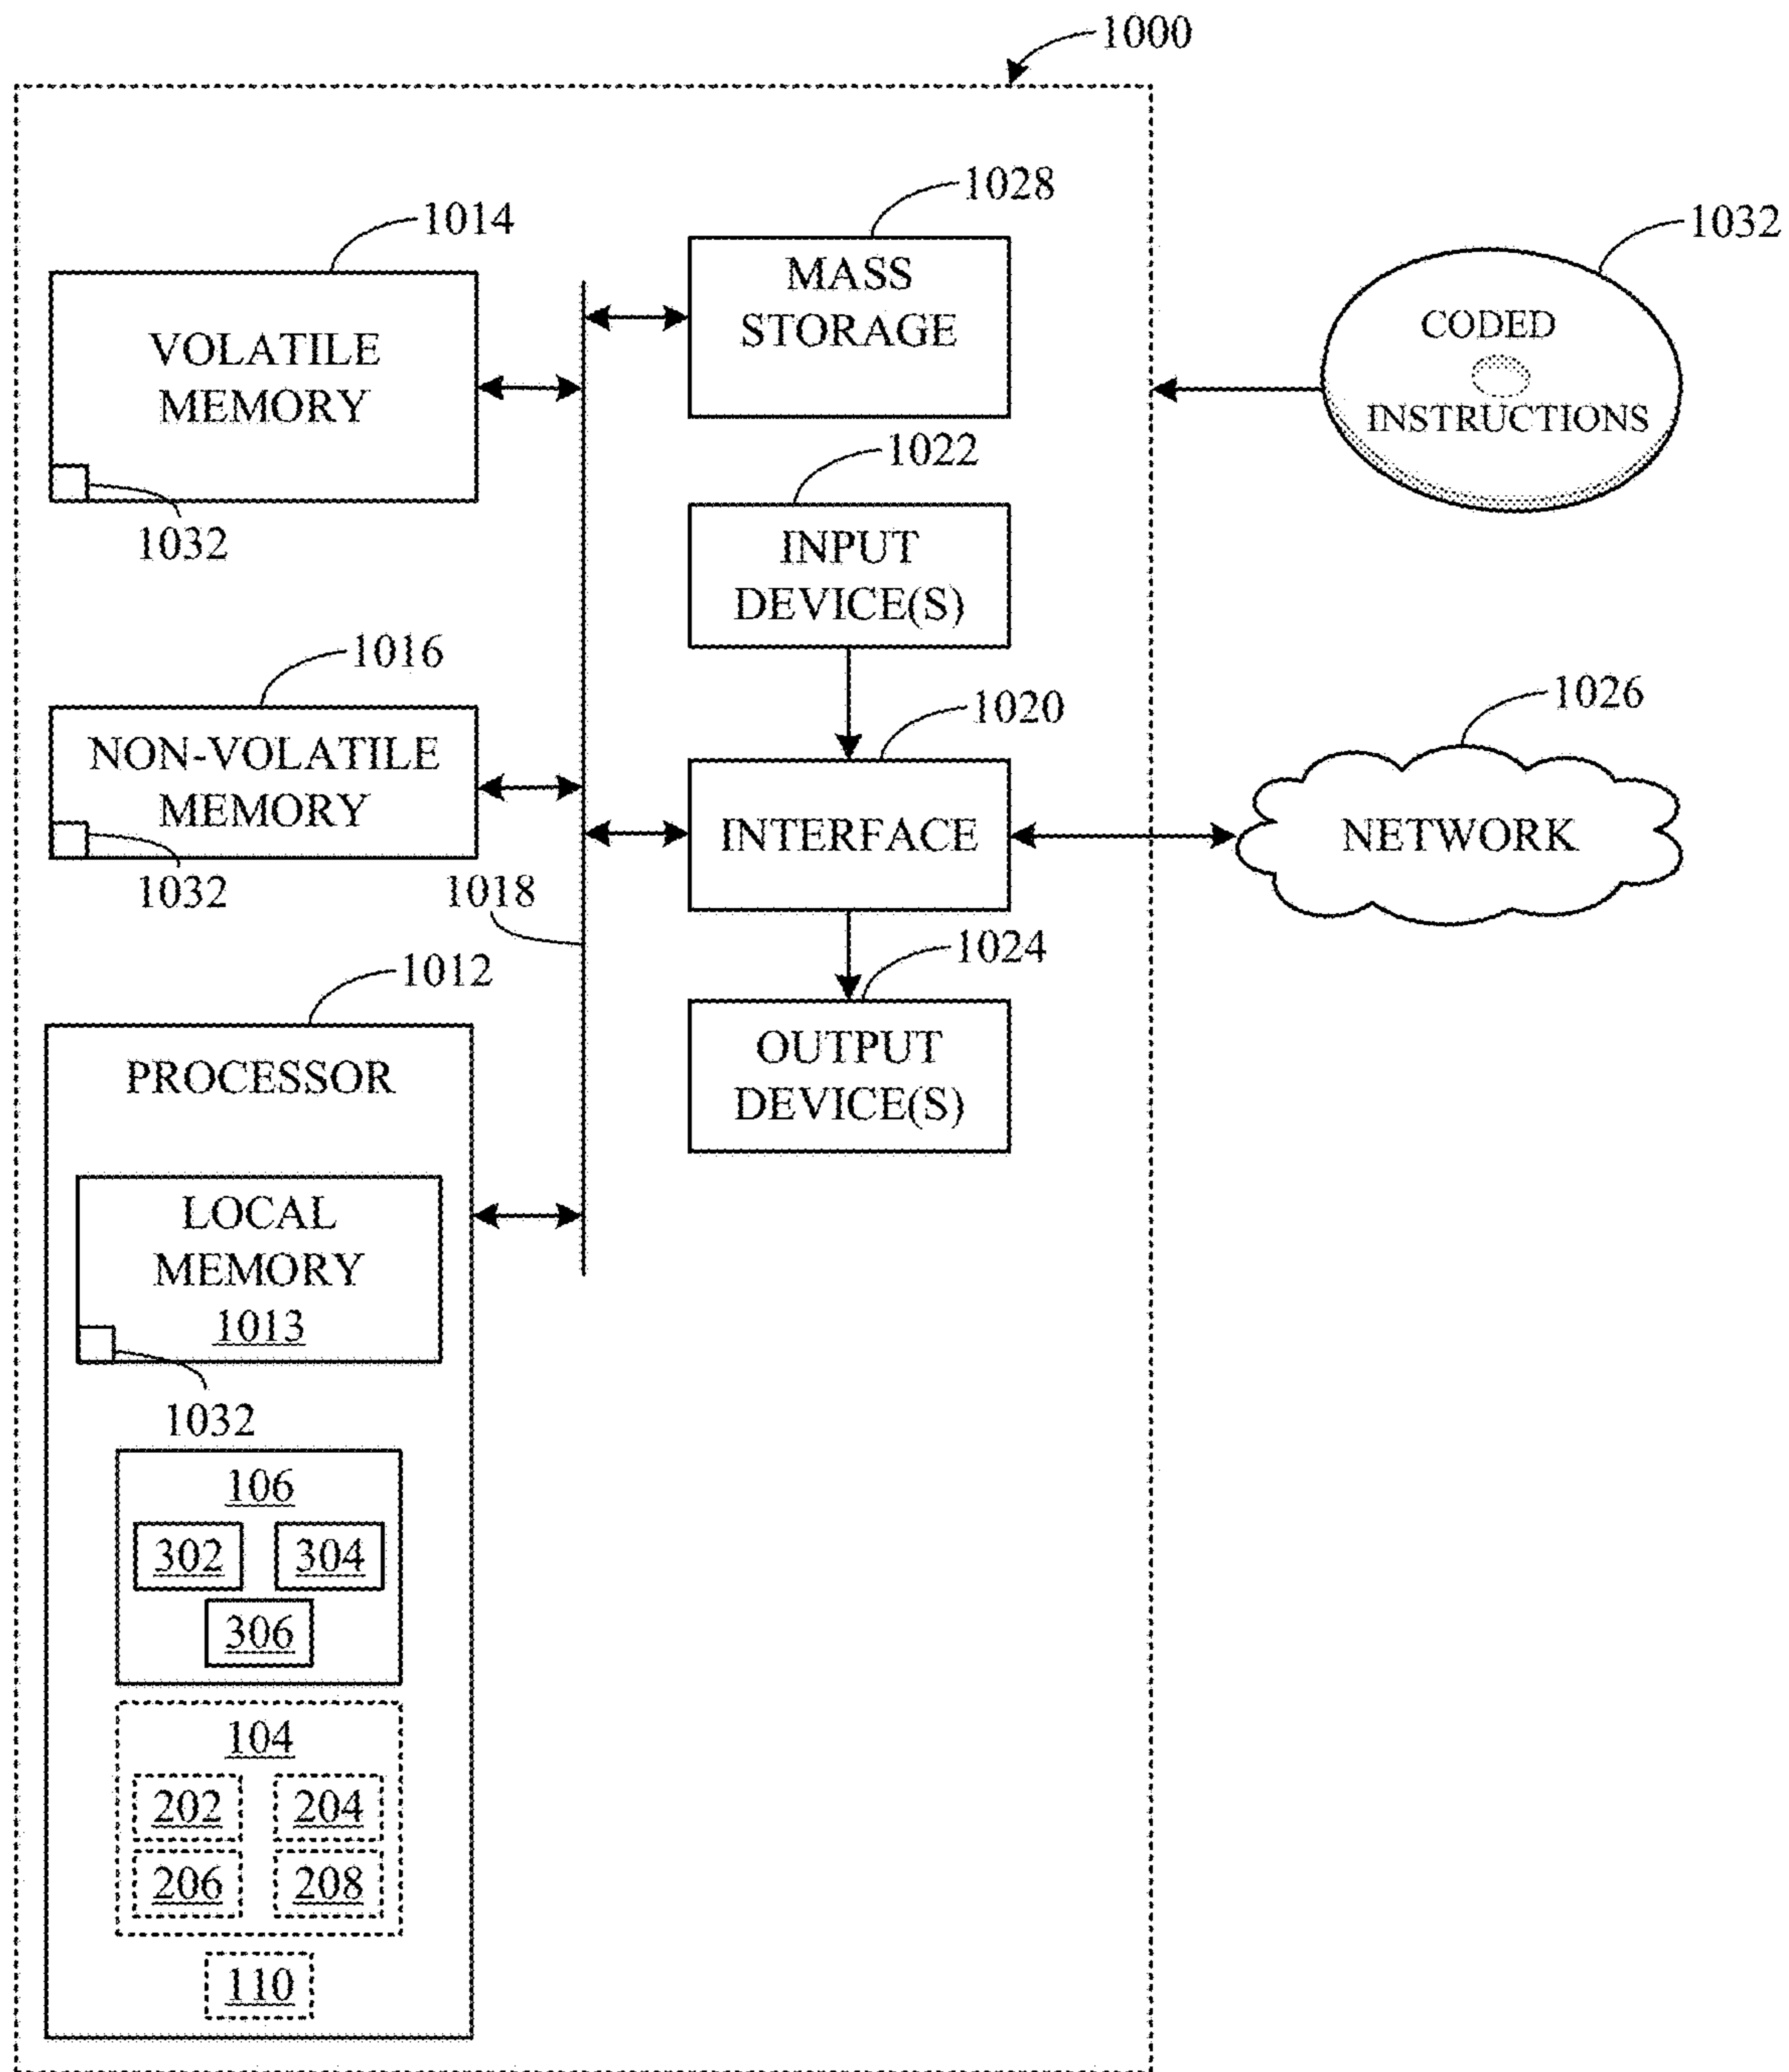 1000
1028
1014
1032
MASS
STORAGE
VOLATILE
MEMORY
CODED
INSTRUCTIONS
1022
1032
INPUT
DEVICE(S)
1016
1020
1026
NON-VOLATILE
MEMORY
INTERFACE
NETWORK
1032
1018
1024
1012
OUTPUT
DEVICE(S)
PROCESSOR
LOCAL
MEMORY
1013
1032
106
302 304
306
104
202 204
206 208
110